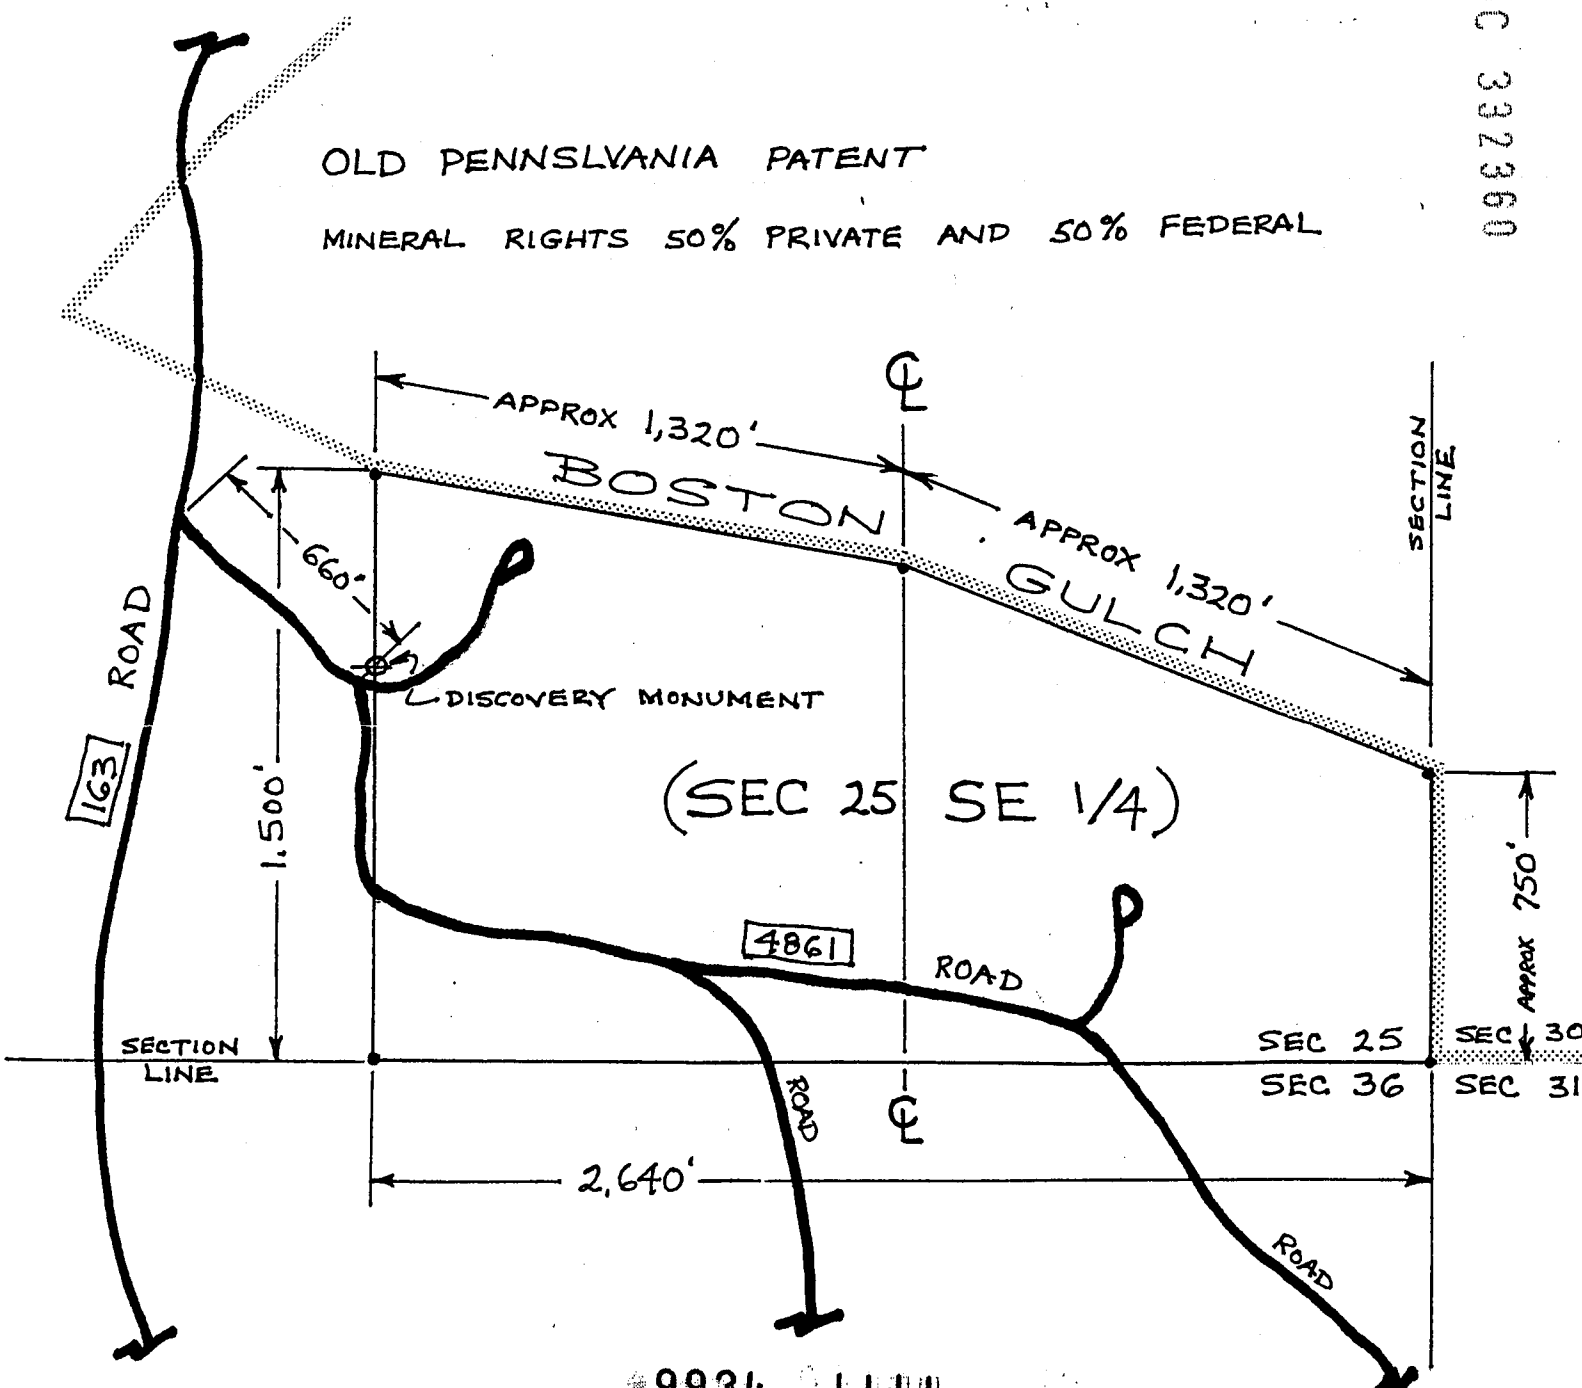 C 332360
OLD PENNSLVANIA PATENT
MINERAL RIGHTS 50% PRIVATE AND 50% FEDERAL
℄
APPROX 1,320'
BOSTON
SECTION
LINE
APPROX 1,320'
GULCH
660'
ROAD
DISCOVERY MONUMENT
163
1.500'
(SEC 25 SE 1/4)
APPROX 750'
4861
ROAD
SECTION
LINE
SEC 25
SEC 30
SEC 36
SEC 31
ROAD
℄
2,640'
ROAD